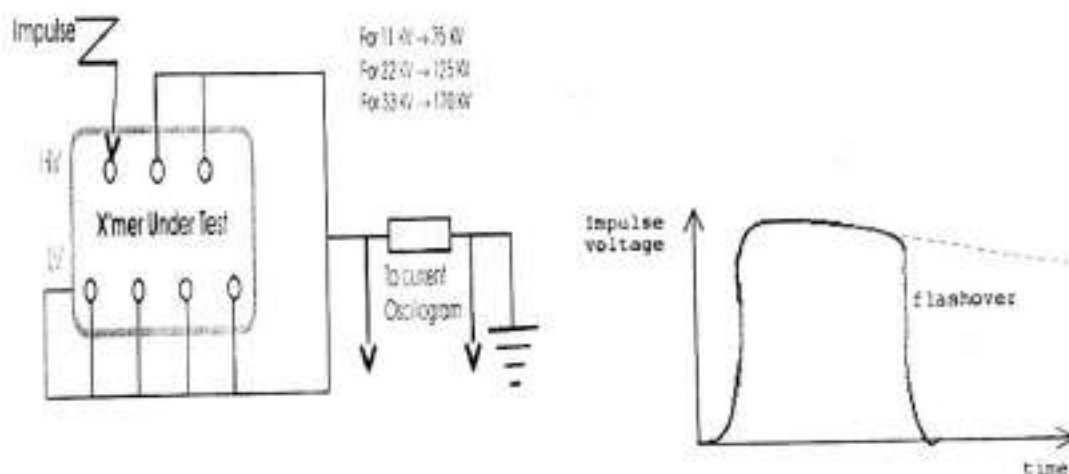 Impulse
For 11 KV → 75 KV
For 22 KV → 125 KV
For 33 KV → 170 KV
HV
X'mer Under Test
LV
To current
Oscillogram
Impulse
voltage
flashover
time